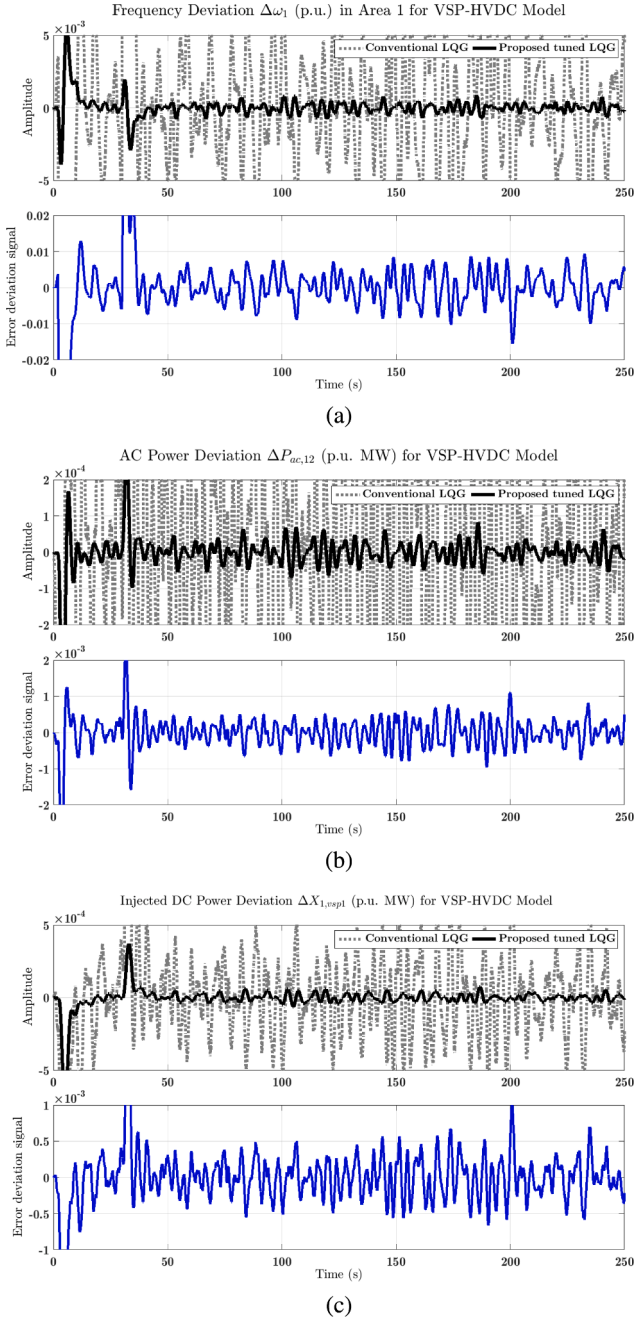 Frequency Deviation Δω₁ (p.u.) in Area 1 for VSP-HVDC Model
×10⁻³
5
Conventional LQG Proposed tuned LQG
Amplitude
0
-5
0 50 100 150 200 250
0.02
0.01
Error deviation signal
0
-0.01
-0.02
0 50 100 150 200 250
Time (s)
(a)
AC Power Deviation ΔP_ac,12 (p.u. MW) for VSP-HVDC Model
×10⁻⁴
2
Conventional LQG Proposed tuned LQG
1
Amplitude
0
-1
-2
0 50 100 150 200 250
×10⁻³
2
1
Error deviation signal
0
-1
-2
0 50 100 150 200 250
Time (s)
(b)
Injected DC Power Deviation ΔX_1,vsp1 (p.u. MW) for VSP-HVDC Model
×10⁻⁴
5
Conventional LQG Proposed tuned LQG
Amplitude
0
-5
0 50 100 150 200 250
×10⁻³
1
0.5
Error deviation signal
0
-0.5
-1
0 50 100 150 200 250
Time (s)
(c)